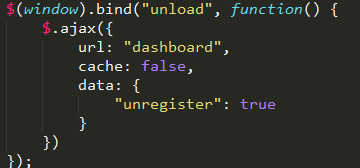 $(window).bind("unload", function() {
    $.ajax({
        url: "dashboard",
        cache: false,
        data: {
            "unregister": true
        }
    })
});